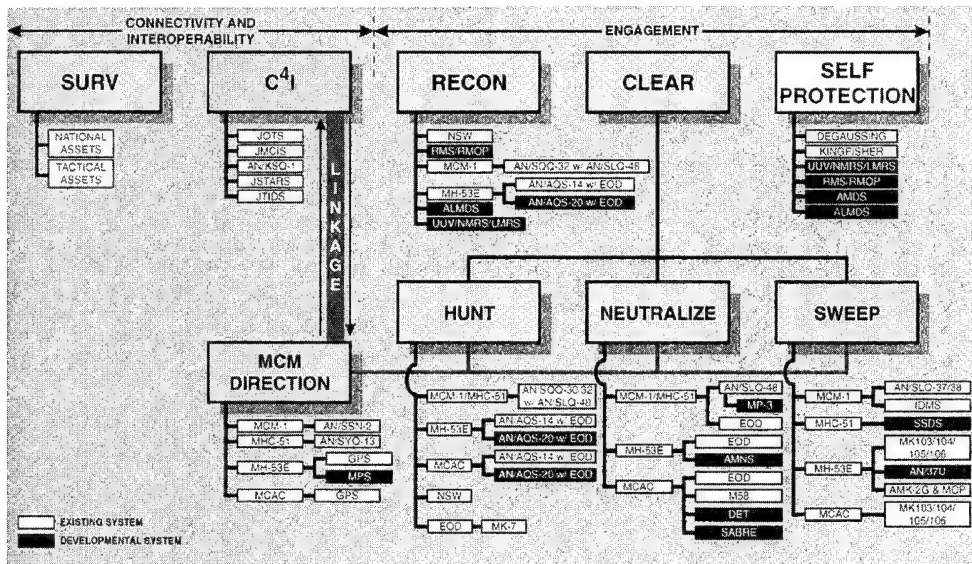 CONNECTIVITY AND
INTEROPERABILITY
ENGAGEMENT
SURV
NATIONAL
ASSETS
TACTICAL
ASSETS
C⁴I
JOTS
JMCIS
AN/KSQ-1
JSTARS
JTIDS
LINKAGE
RECON
NSW
RMS/RMOP
MCM-1
AN/SQQ-32 w AN/SLQ-48
MH-53E
AN/AQS-14 w EOD
AN/AQS-20 w/ EOD
ALMDS
UUV/NMRS/LMRS
CLEAR
SELF
PROTECTION
DEGAUSSING
KINGFISHER
UUV/NMRS/LMRS
RMS/RMOP
AMDS
ALMDS
MCM
DIRECTION
MCM-1
AN/SSN-2
MHC-51
AN/SYQ-13
MH-53E
GPS
MPS
MCAC
GPS
HUNT
MCM-1/MHC-51
AN/SQQ-30/32
w AN/SLQ-48
MH-53E
AN/AQS-14 w EOD
AN/AQS-20 w/ EOD
MCAC
AN/AQS-14 w EOD
AN/AQS-20 w/ EOD
NSW
EOD
MK-7
NEUTRALIZE
MCM-1/MHC-51
AN/SLQ-48
MP-3
EOD
MH-53E
EOD
AMNS
MCAC
EOD
M58
DET
SABRE
SWEEP
MCM-1
AN/SLQ-37/38
IDMS
MHC-51
SSDS
MH-53E
MK103/104/
105/106
AN/37U
AMK-2G & MOP
MCAC
MK103/104/
105/106
EXISTING SYSTEM
DEVELOPMENTAL SYSTEM